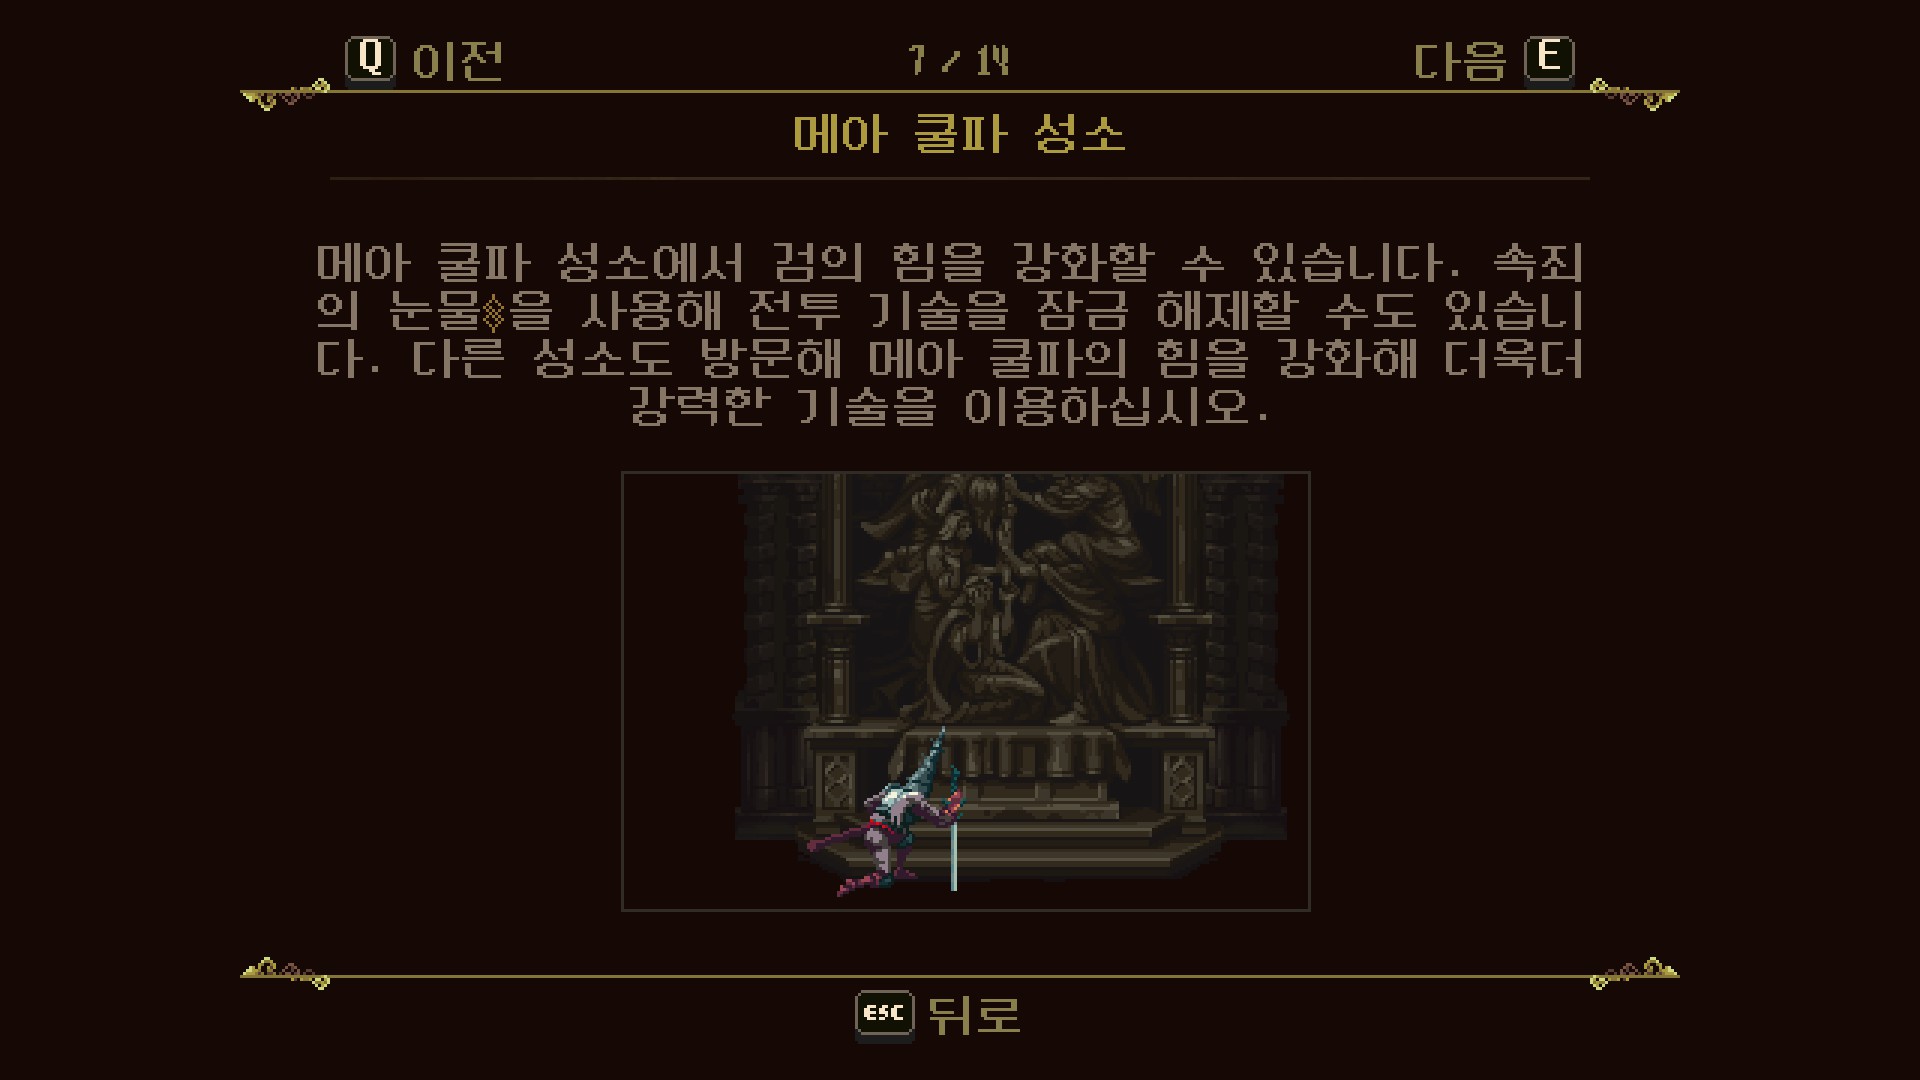 Q 이전
7 / 14
다음 E
메아 쿨파 성소
메아 쿨파 성소에서 검의 힘을 강화할 수 있습니다. 속죄
의 눈물을 사용해 전투 기술을 잠금 해제할 수도 있습니
다. 다른 성소도 방문해 메아 쿨파의 힘을 강화해 더욱더
강력한 기술을 이용하십시오.
ESC 뒤로